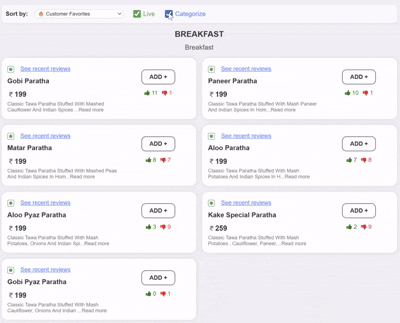 Sort by: Customer Favorites Live Categorize
BREAKFAST
Breakfast
See recent reviews
Gobi Paratha
₹ 199
Classic Tawa Paratha Stuffed With Mashed
Cauliflower And Indian Spices ...Read more
ADD +
11 1
See recent reviews
Paneer Paratha
₹ 199
Classic Tawa Paratha Stuffed With Mash Paneer
And Indian Spices In Hom...Read more
ADD +
10 1
See recent reviews
Matar Paratha
₹ 199
Classic Tawa Paratha Stuffed With Mashed Peas
And Indian Spices In Hom...Read more
ADD +
8 7
See recent reviews
Aloo Paratha
₹ 199
Classic Tawa Paratha Stuffed With Mash
Potatoes And Indian Spices In H...Read more
ADD +
7 8
See recent reviews
Aloo Pyaz Paratha
₹ 199
Classic Tawa Paratha Stuffed With Mash
Potatoes, Onions And Indian Spi...Read more
ADD +
3 9
See recent reviews
Kake Special Paratha
₹ 259
Classic Tawa Paratha Stuffed With Mash
Potatoes , Cauliflower, Paneer,...Read more
ADD +
2 9
See recent reviews
Gobi Pyaz Paratha
₹ 199
Classic Tawa Paratha Stuffed With Mash
Cauliflower, Onions And Indian ...Read more
ADD +
0 1